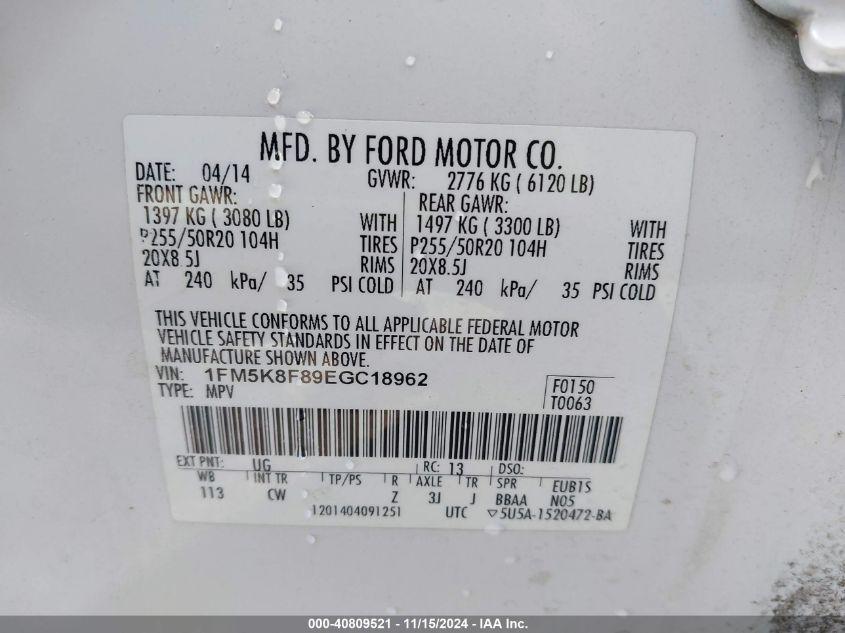 MFD. BY FORD MOTOR CO.
DATE: 04/14 GVWR: 2776 KG ( 6120 LB)
FRONT GAWR: REAR GAWR:
1397 KG ( 3080 LB) WITH 1497 KG ( 3300 LB) WITH
P255/50R20 104H TIRES P255/50R20 104H TIRES
20X8.5J RIMS 20X8.5J RIMS
AT 240 kPa/ 35 PSI COLD AT 240 kPa/ 35 PSI COLD
THIS VEHICLE CONFORMS TO ALL APPLICABLE FEDERAL MOTOR
VEHICLE SAFETY STANDARDS IN EFFECT ON THE DATE OF
MANUFACTURE SHOWN ABOVE.
VIN: 1FM5K8F89EGC18962 F0150
TYPE: MPV T0063
EXT PNT: UG RC: 13 DSO:
WB INT TR TP/PS R AXLE TR SPR EUB1S
113 CW Z 3J J BBAA N05
1201404091251 UTC ▽5U5A-1520472-BA
000-40809521 - 11/15/2024 - IAA Inc.